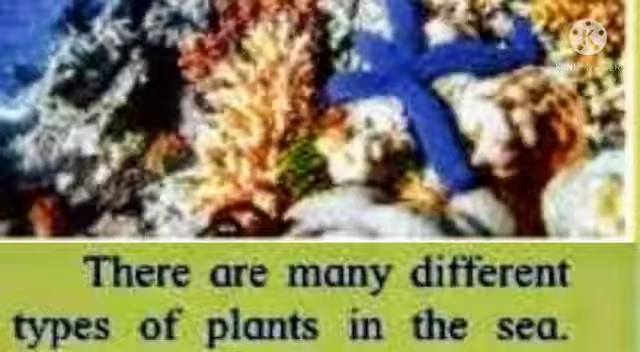 There are many different
types of plants in the sea.